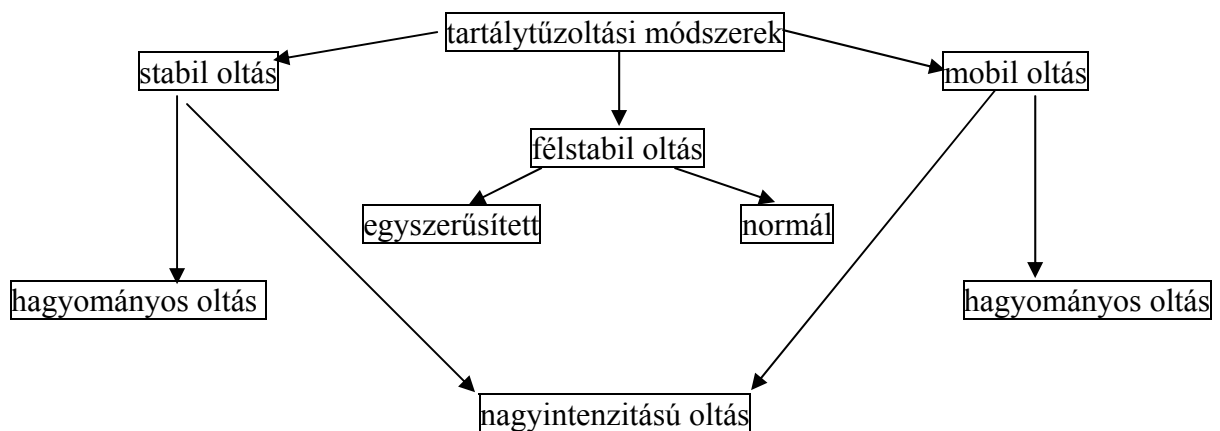 tartálytűzoltási módszerek
stabil oltás
mobil oltás
félstabil oltás
egyszerűsített
normál
hagyományos oltás
hagyományos oltás
nagyintenzitású oltás